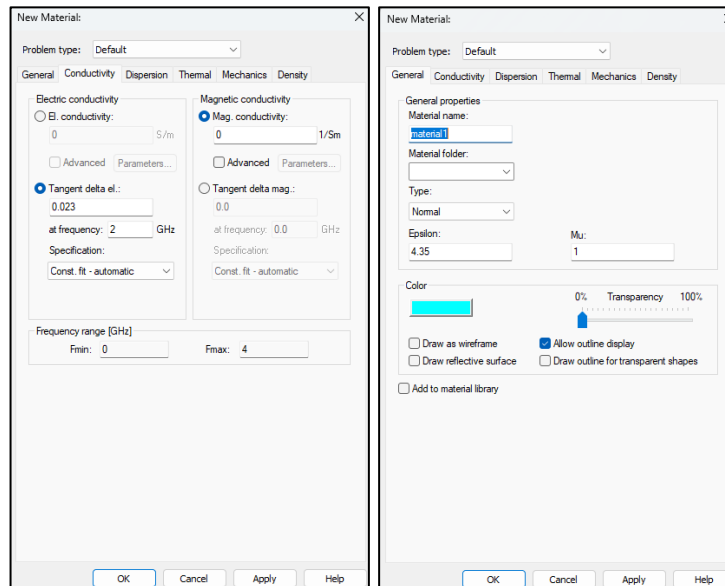 New Material:
Problem type: Default
General Conductivity Dispersion Thermal Mechanics Density
Electric conductivity
El. conductivity:
0 S/m
Advanced Parameters...
Tangent delta el.:
0.023
at frequency: 2 GHz
Specification:
Const. fit - automatic
Magnetic conductivity
Mag. conductivity:
0 1/Sm
Advanced Parameters...
Tangent delta mag.:
0.0
at frequency: 0.0 GHz
Specification:
Const. fit - automatic
Frequency range [GHz]
Fmin: 0 Fmax: 4
OK Cancel Apply Help
New Material:
Problem type: Default
General Conductivity Dispersion Thermal Mechanics Density
General properties
Material name:
material1
Material folder:
Type:
Normal
Epsilon: Mu:
4.35 1
Color
0% Transparency 100%
Draw as wireframe Allow outline display
Draw reflective surface Draw outline for transparent shapes
Add to material library
OK Cancel Apply Help